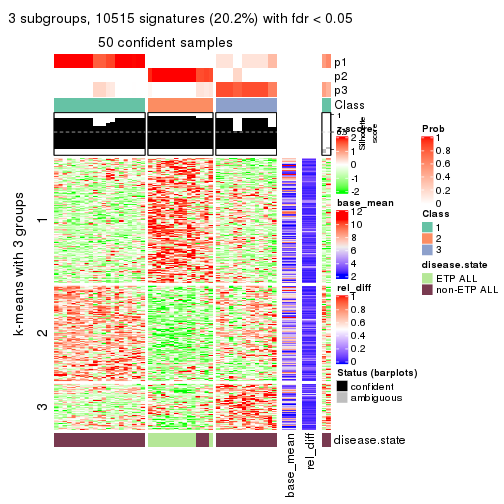 3 subgroups, 10515 signatures (20.2%) with fdr < 0.05
50 confident samples
p1
p2
p3
Class
1
0.5
0
Silhouette
score
z-score
2
1
0
-1
-2
base_mean
12
10
8
6
4
2
rel_diff
1
0.8
0.6
0.4
0.2
0
Status (barplots)
confident
ambiguous
Prob
1
0.8
0.6
0.4
0.2
0
Class
1
2
3
disease.state
ETP ALL
non-ETP ALL
k-means with 3 groups
1
2
3
disease.state
base_mean
rel_diff